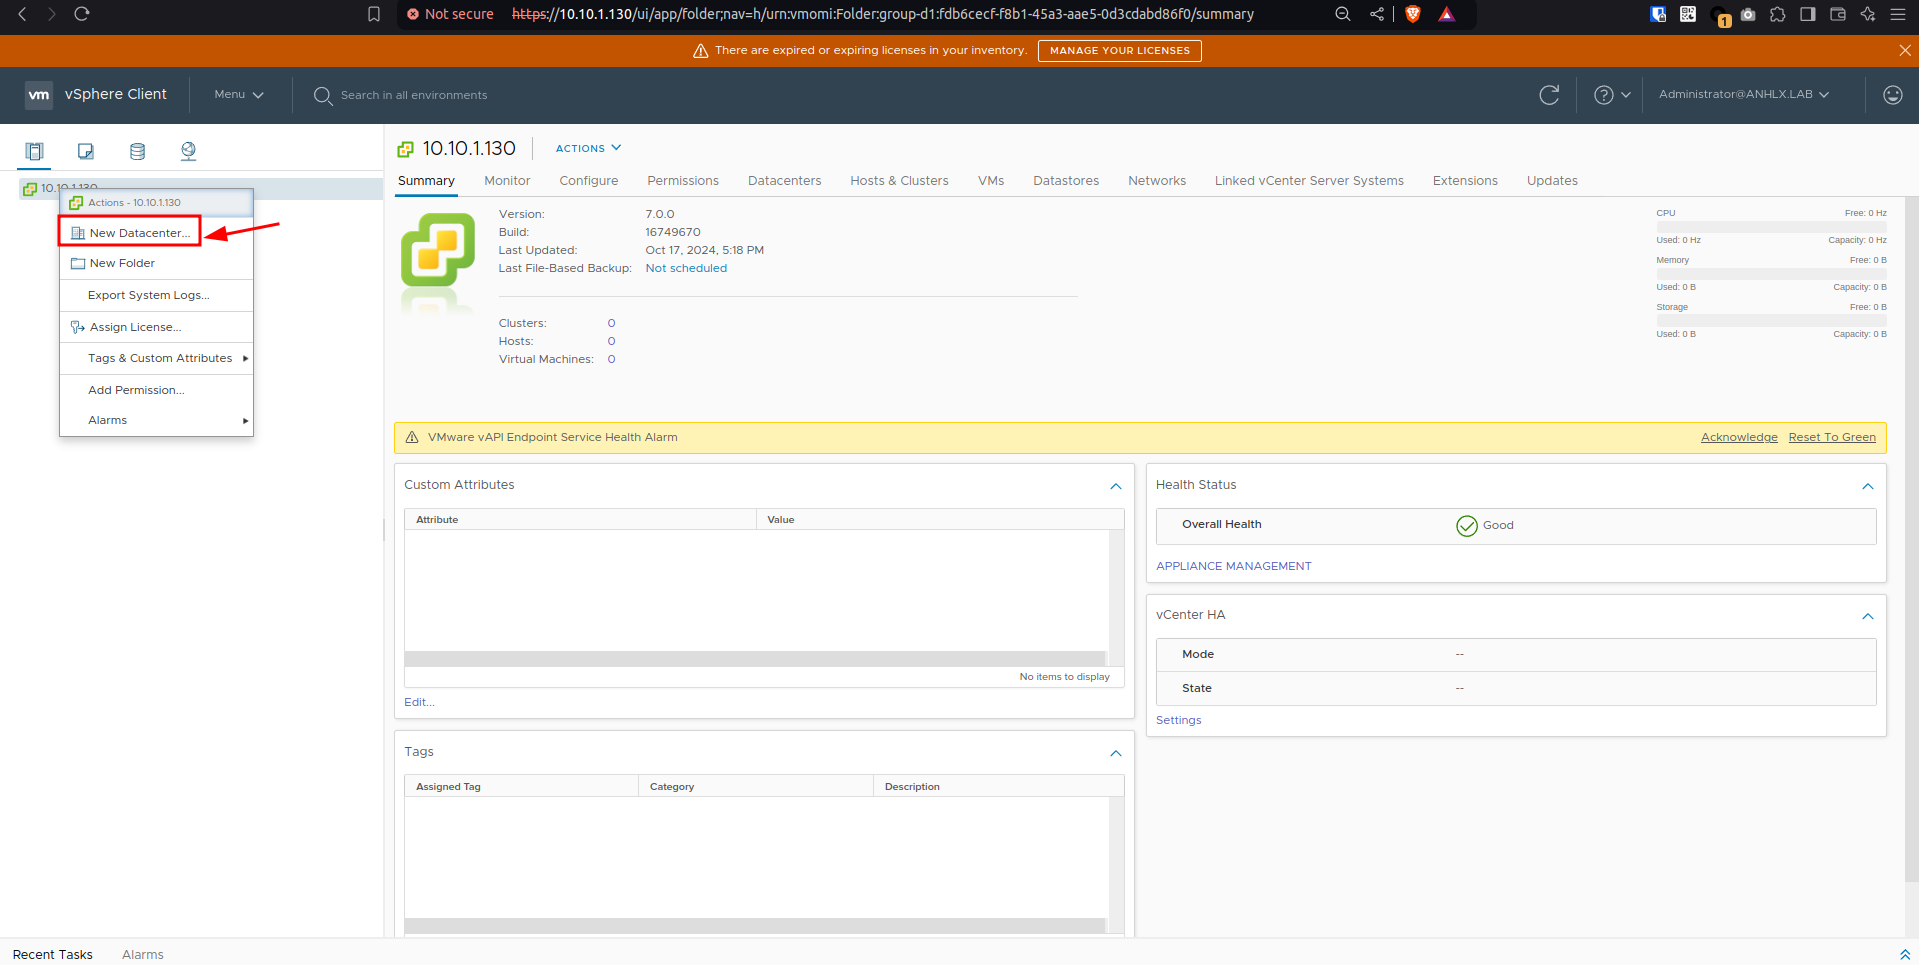 Not secure https://10.10.1.130/ui/app/folder;nav=h/urn:vmomi:Folder:group-d1:fdb6cecf-f8b1-45a3-aae5-0d3cdabd86f0/summary 1
There are expired or expiring licenses in your inventory. MANAGE YOUR LICENSES
vm vSphere Client Menu Search in all environments Administrator@ANHLX.LAB
10.10.1.130 ACTIONS
Summary Monitor Configure Permissions Datacenters Hosts & Clusters VMs Datastores Networks Linked vCenter Server Systems Extensions Updates
10.10.1.130
Actions - 10.10.1.130
New Datacenter...
New Folder
Export System Logs...
Assign License...
Tags & Custom Attributes
Add Permission...
Alarms
Version: 7.0.0
Build: 16749670
Last Updated: Oct 17, 2024, 5:18 PM
Last File-Based Backup: Not scheduled
Clusters: 0
Hosts: 0
Virtual Machines: 0
CPU Free: 0 Hz
Used: 0 Hz Capacity: 0 Hz
Memory Free: 0 B
Used: 0 B Capacity: 0 B
Storage Free: 0 B
Used: 0 B Capacity: 0 B
VMware vAPI Endpoint Service Health Alarm Acknowledge Reset To Green
Custom Attributes
Attribute Value
No items to display
Edit...
Tags
Assigned Tag Category Description
Health Status
Overall Health Good
APPLIANCE MANAGEMENT
vCenter HA
Mode --
State --
Settings
Recent Tasks Alarms